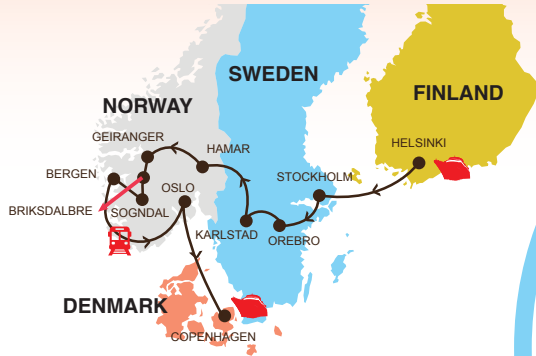 SWEDEN
FINLAND
NORWAY
GEIRANGER
HAMAR
HELSINKI
BERGEN
STOCKHOLM
OSLO
BRIKSDALBRE
SOGNDAL
KARLSTAD
OREBRO
DENMARK
COPENHAGEN